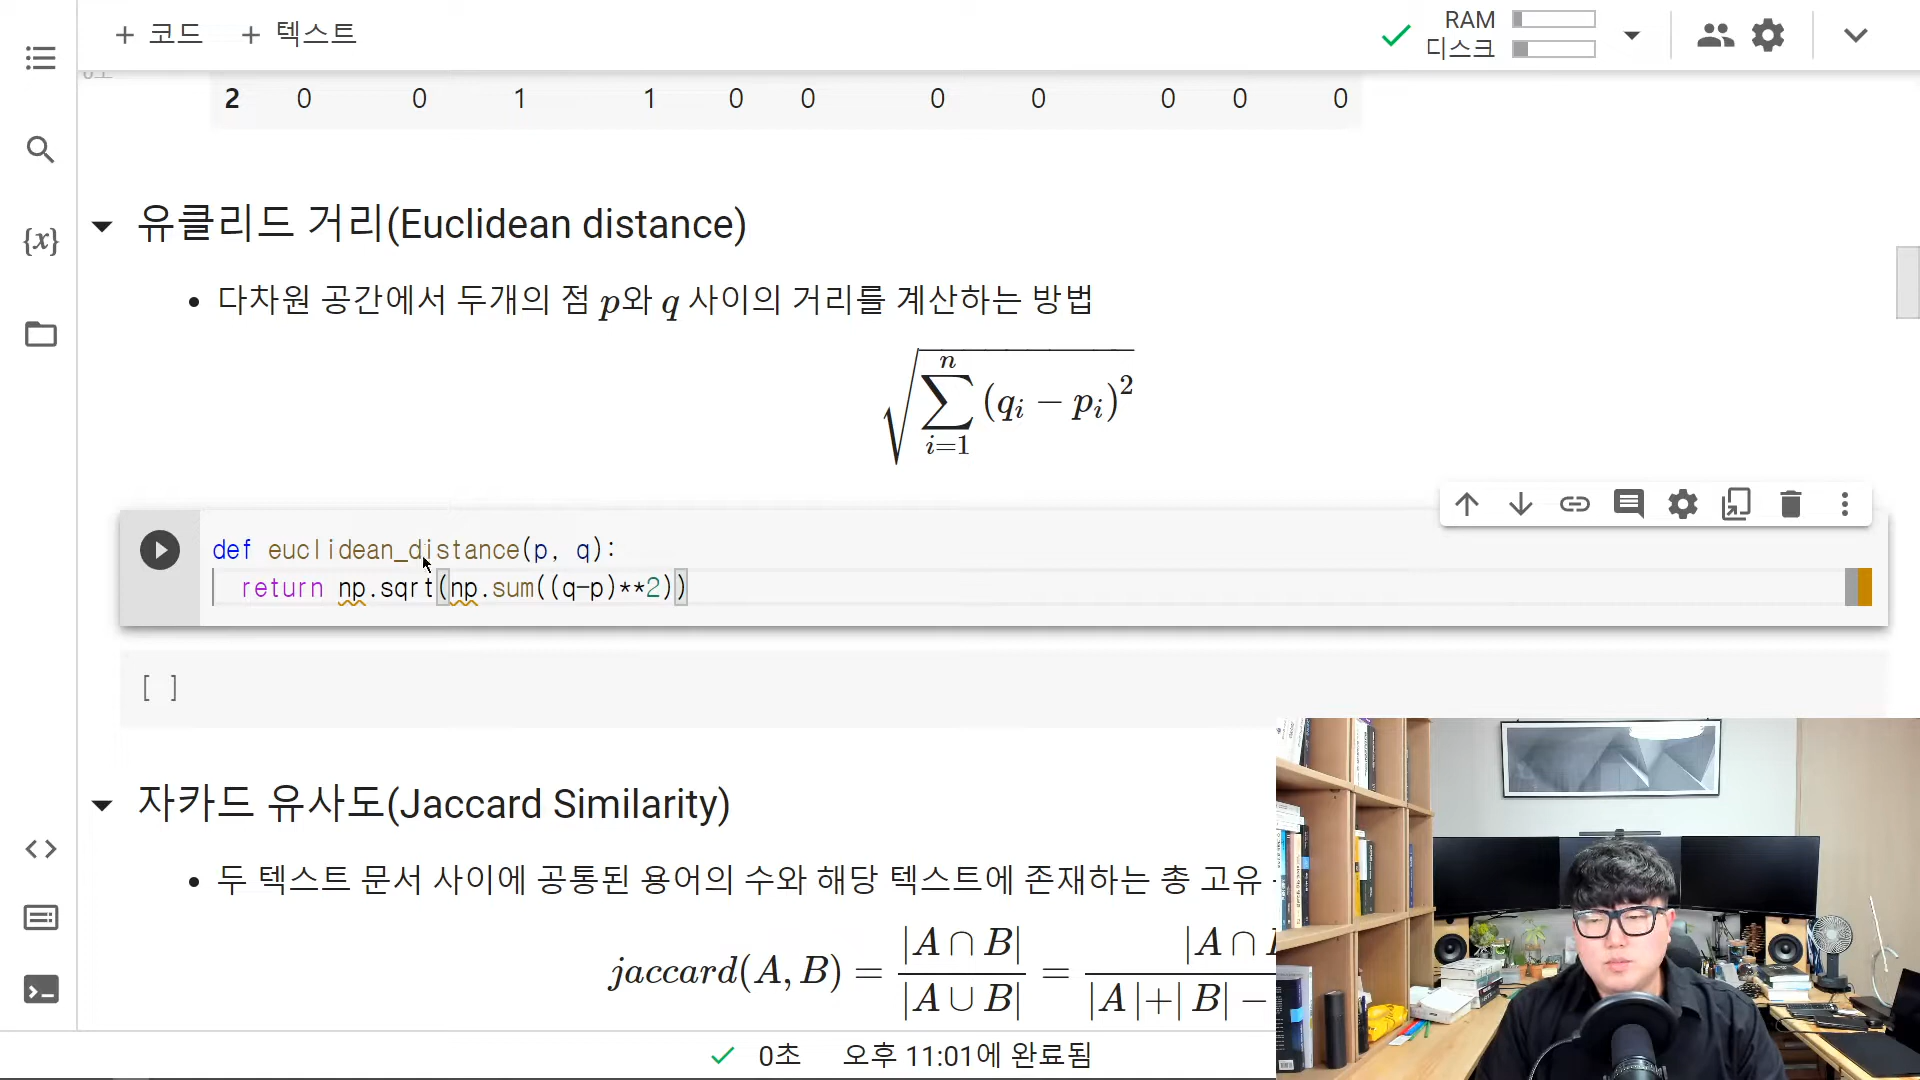 + 코드 + 텍스트
RAM
디스크
2 0 0 1 1 0 0 0 0 0 0 0
{x}
유클리드 거리(Euclidean distance)
• 다차원 공간에서 두개의 점 p와 q 사이의 거리를 계산하는 방법
√∑ⁿᵢ₌₁ (qᵢ − pᵢ)²
def euclidean_distance(p, q):
return np.sqrt(np.sum((q-p)**2))
[ ]
자카드 유사도(Jaccard Similarity)
• 두 텍스트 문서 사이에 공통된 용어의 수와 해당 텍스트에 존재하는 총 고유
jaccard(A, B) = |A ∩ B| / |A ∪ B| = |A ∩ / |A|+|B| −
0초 오후 11:01에 완료됨